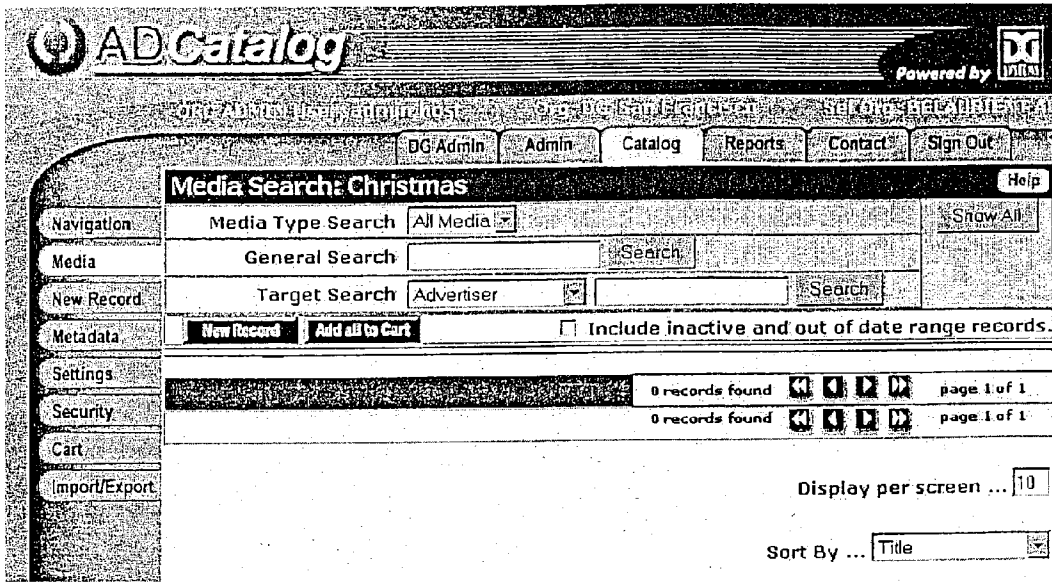 AD Catalog
Powered by
DG Admin Admin Catalog Reports Contact Sign Out
Media Search: Christmas Help
Navigation
Media
New Record
Metadata
Settings
Security
Cart
Import/Export
Media Type Search All Media Show All
General Search Search
Target Search Advertiser Search
New Record Add all to Cart Include inactive and out of date range records.
0 records found page 1 of 1
0 records found page 1 of 1
Display per screen ... 10
Sort By ... Title